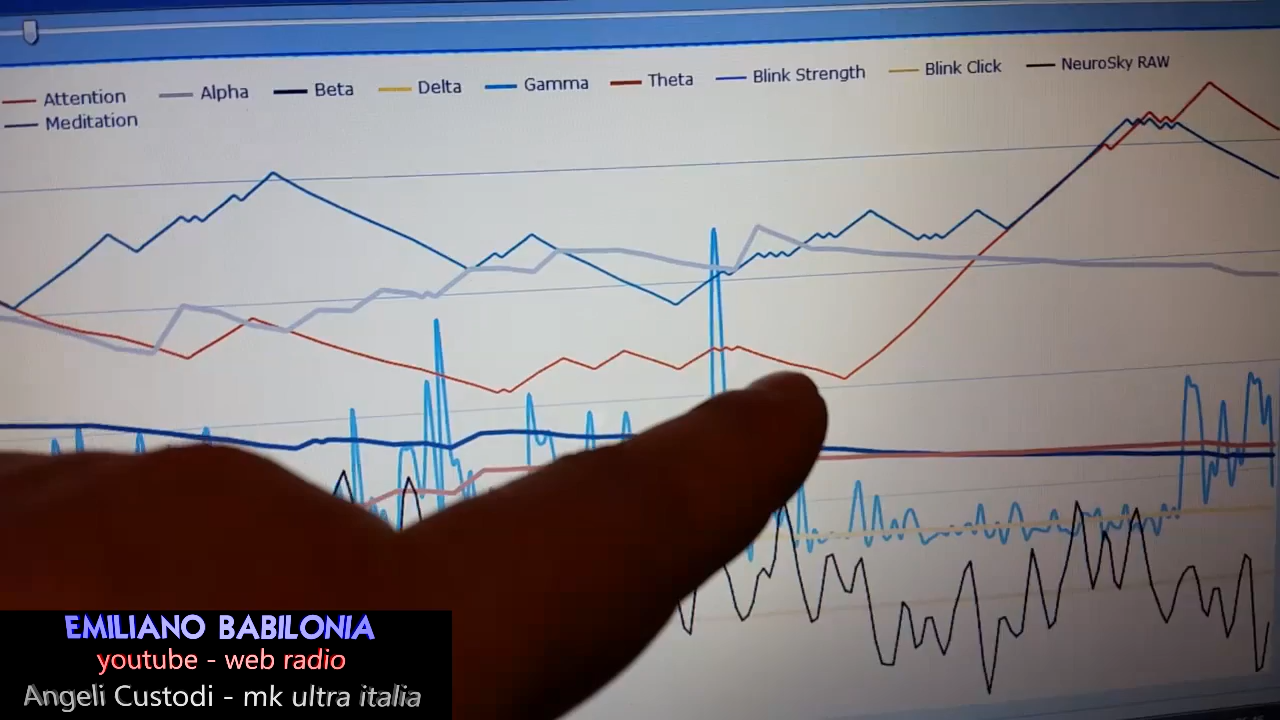 Attention Alpha Beta Delta Gamma Theta Blink Strength Blink Click NeuroSky RAW
Meditation
EMILIANO BABILONIA
youtube - web radio
Angeli Custodi - mk ultra italia